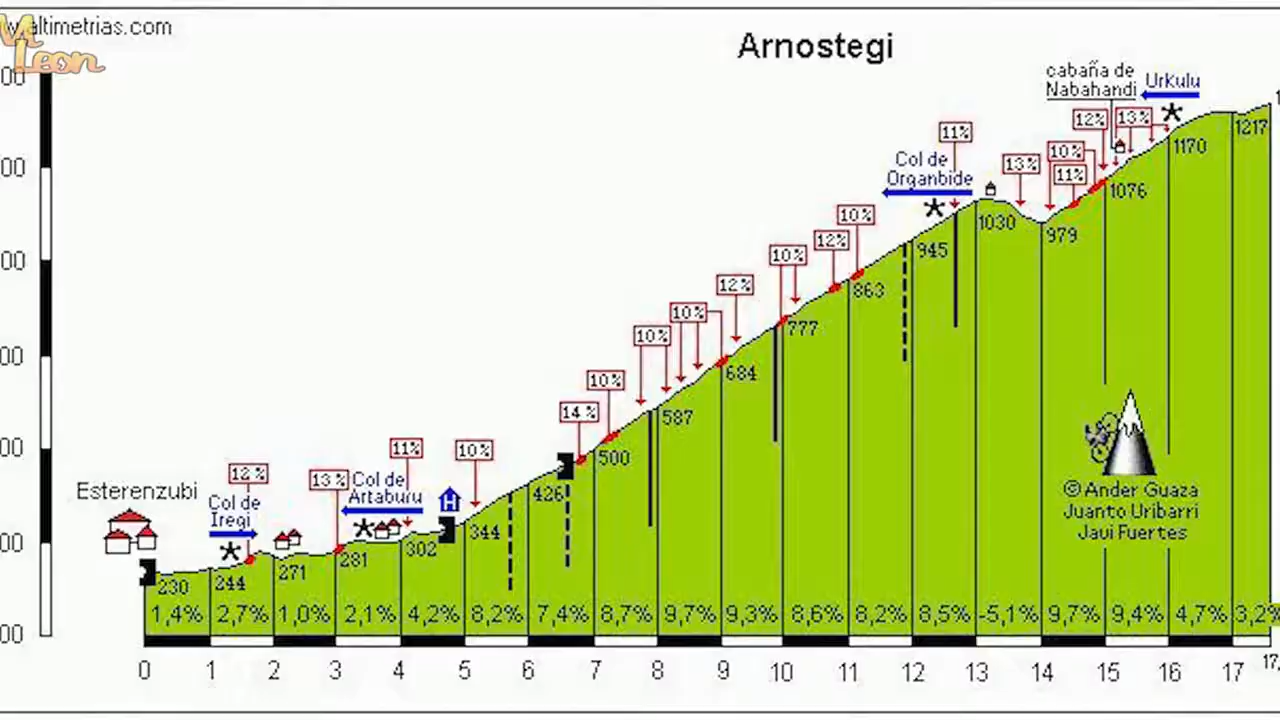 altimetrias.com
Leon
Arnostegi
cabaña de
Nabahandi
Urkulu
12%
13%
1217
1170
11%
Col de
Organbide
13%
10%
11%
1076
1030
979
945
10%
12%
863
10%
777
12%
10%
684
10%
587
10%
14%
500
Esterenzubi
12%
Col de
Iregi
13%
Col de
Artaburu
11%
H
10%
426
344
302
281
271
244
230
© Ander Guaza
Juanto Uribarri
Javi Fuertes
1,4% 2,7% 1,0% 2,1% 4,2% 8,2% 7,4% 8,7% 9,7% 9,3% 8,6% 8,2% 8,5% -5,1% 9,7% 9,4% 4,7% 3,2%
0 1 2 3 4 5 6 7 8 9 10 11 12 13 14 15 16 17